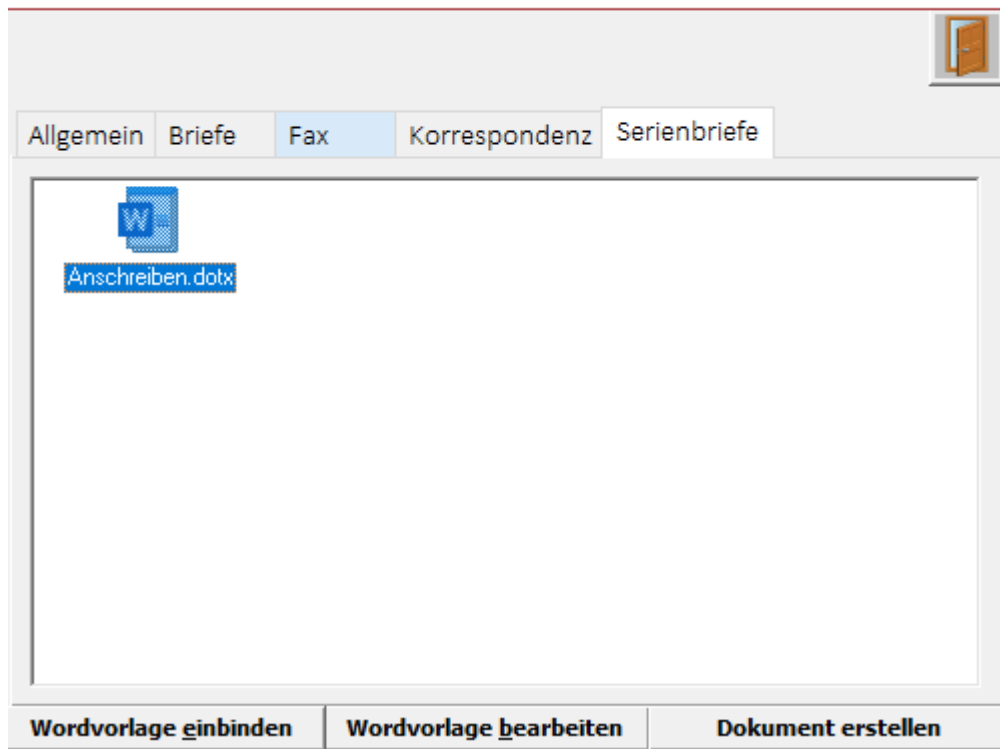 Allgemein Briefe Fax Korrespondenz Serienbriefe
W
Anschreiben.dotx
Wordvorlage einbinden Wordvorlage bearbeiten Dokument erstellen